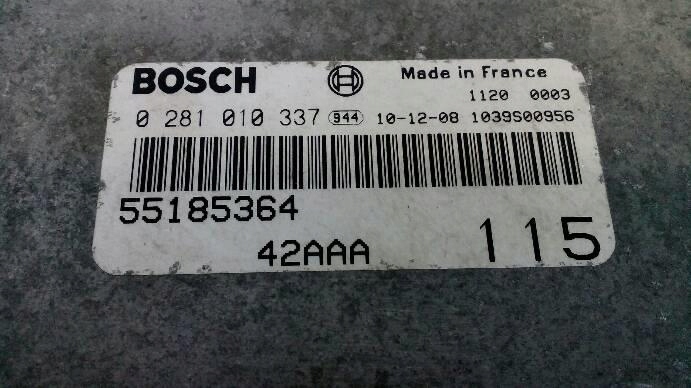 BOSCH Made in France
1120 0003
0 281 010 337 944 10-12-08 1039S00956
55185364
42AAA 115